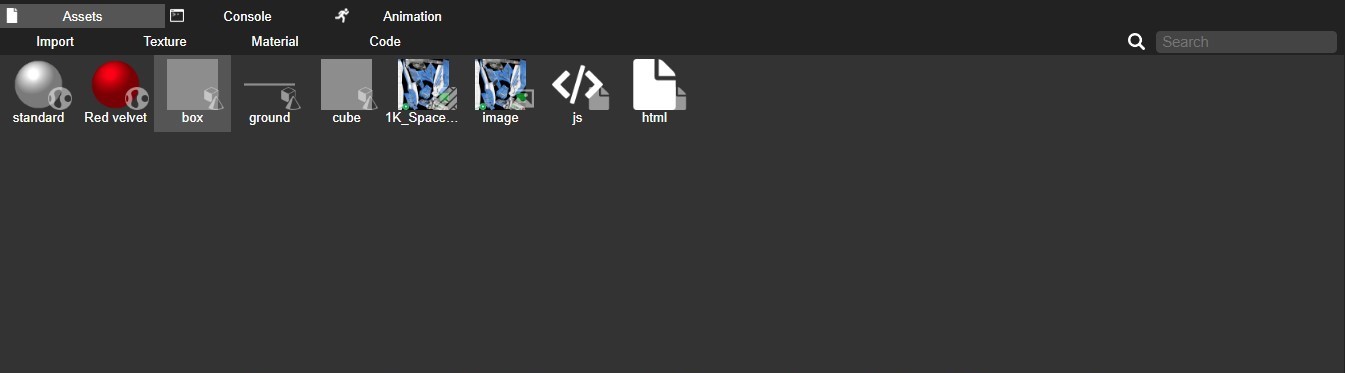 Assets Console Animation
Import Texture Material Code Search
standard Red velvet box ground cube 1K_Space... image js html